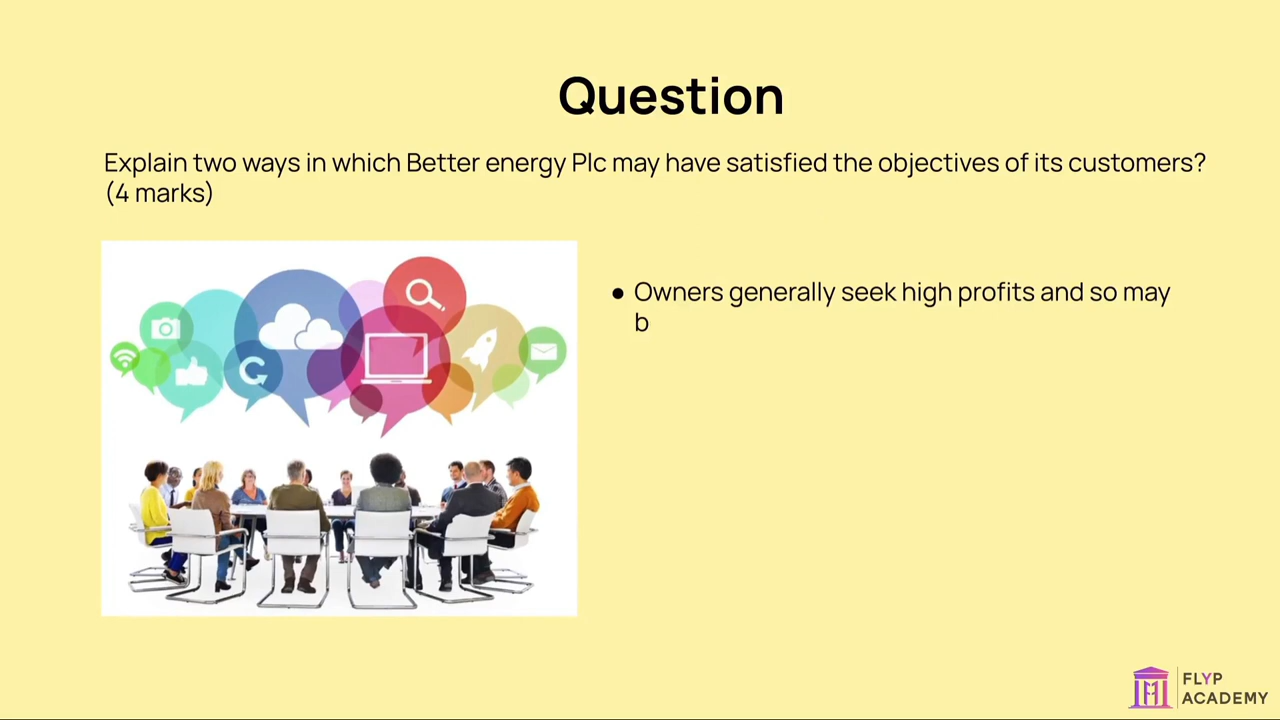 Question
Explain two ways in which Better energy Plc may have satisfied the objectives of its customers?
(4 marks)
● Owners generally seek high profits and so may
b
FLYP
ACADEMY